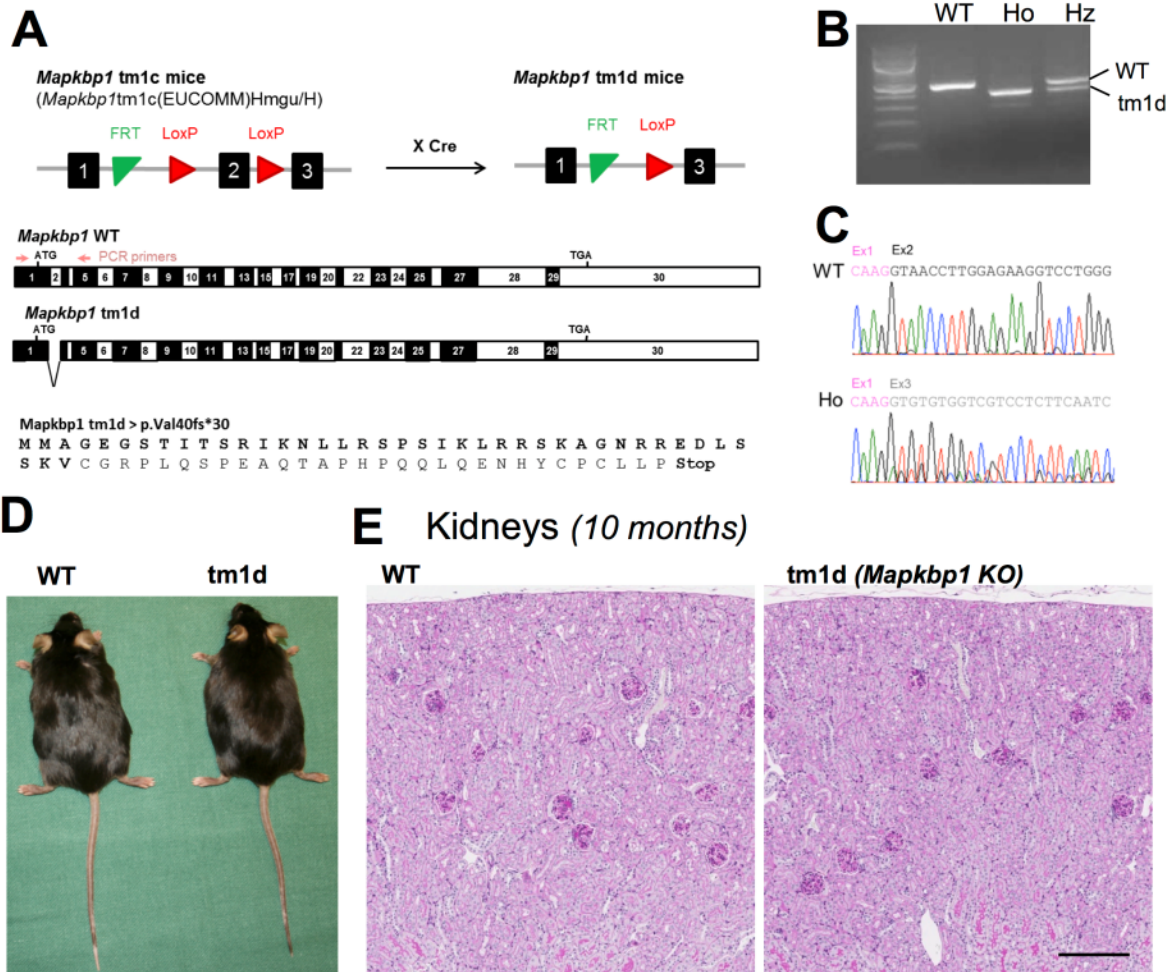 A
Mapkbp1 tm1c mice
(Mapkbp1tm1c(EUCOMM)Hmgu/H)
FRT LoxP LoxP
1 2 3
X Cre
Mapkbp1 tm1d mice
FRT LoxP
1 3
Mapkbp1 WT
ATG PCR primers TGA
1 2 5 6 7 8 9 10 11 13 15 17 19 20 22 23 24 25 27 28 29 30
Mapkbp1 tm1d
ATG TGA
1 5 6 7 8 9 10 11 13 15 17 19 20 22 23 24 25 27 28 29 30
Mapkbp1 tm1d > p.Val40fs*30
M M A G E G S T I T S R I K N L L R S P S I K L R R S K A G N R R E D L S
S K V C G R P L Q S P E A Q T A P H P Q Q L Q E N H Y C P C L L P Stop
B
WT Ho Hz
WT
tm1d
C
Ex1 Ex2
WT CAAGGTAACCTTGGAGAAGGTCCTGGG
Ex1 Ex3
Ho CAAGGTGTGTGGTCGTCCTCTTCAATC
D
WT tm1d
E Kidneys (10 months)
WT tm1d (Mapkbp1 KO)